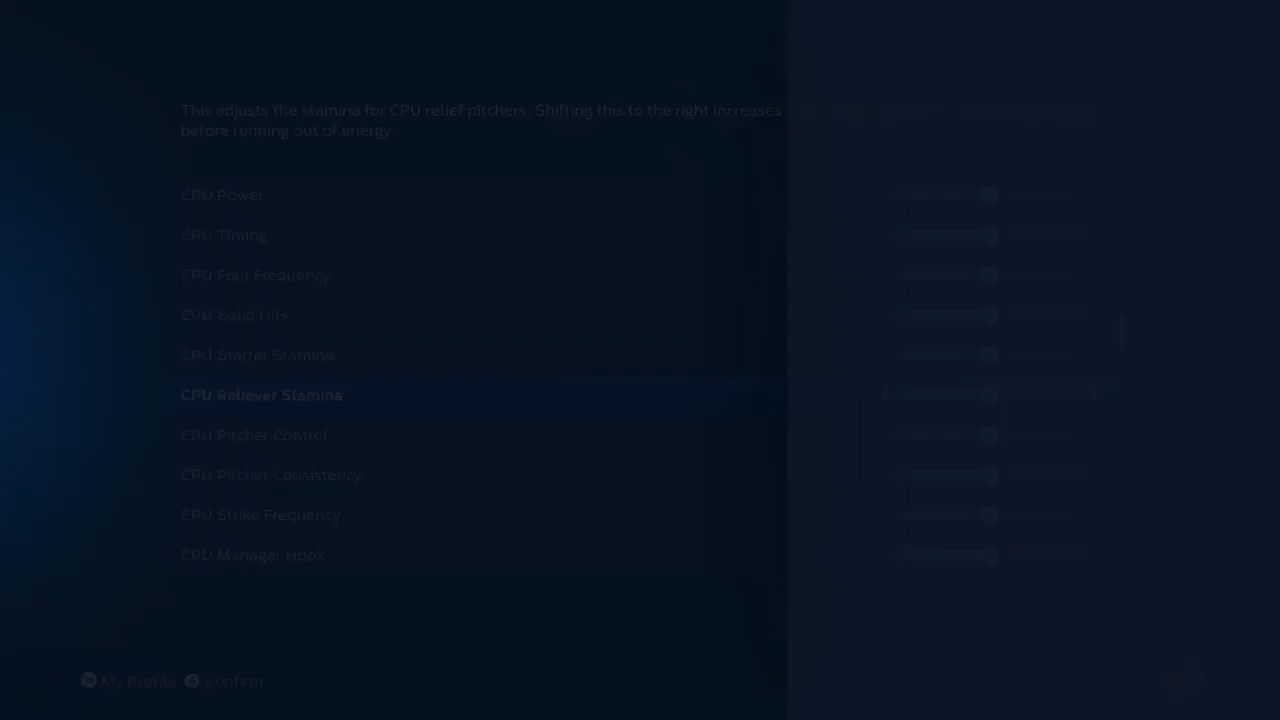 This adjusts the stamina for CPU relief pitchers. Shifting this to the right increases
before running out of energy.
CPU Power
CPU Timing
CPU Foul Frequency
CPU Solid Hits
CPU Starter Stamina
CPU Reliever Stamina
CPU Pitcher Control
CPU Pitcher Consistency
CPU Strike Frequency
CPU Manager Hook
My Profile Confirm